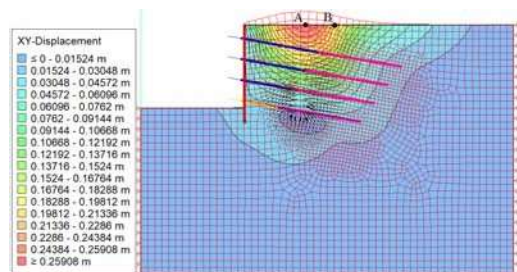 A B
XY-Displacement
≤ 0 - 0.01524 m
0.01524 - 0.03048 m
0.03048 - 0.04572 m
0.04572 - 0.06096 m
0.06096 - 0.0762 m
0.0762 - 0.09144 m
0.09144 - 0.10668 m
0.10668 - 0.12192 m
0.12192 - 0.13716 m
0.13716 - 0.1524 m
0.1524 - 0.16764 m
0.16764 - 0.18288 m
0.18288 - 0.19812 m
0.19812 - 0.21336 m
0.21336 - 0.2286 m
0.2286 - 0.24384 m
0.24384 - 0.25908 m
≥ 0.25908 m